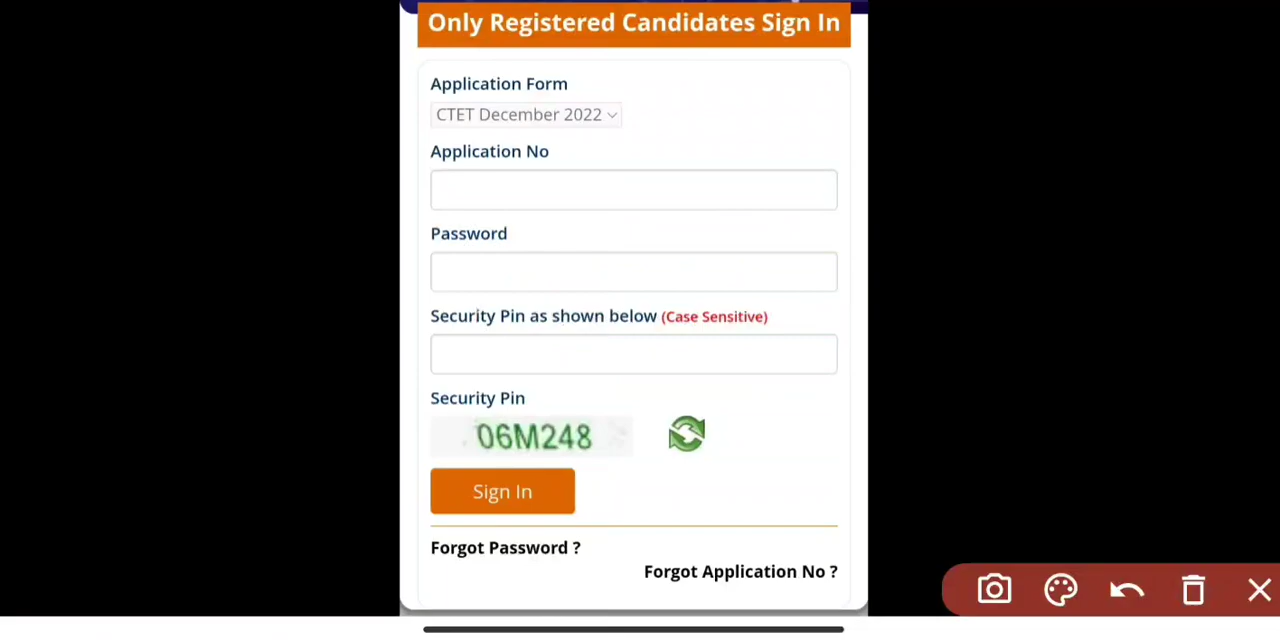 Only Registered Candidates Sign In
Application Form
CTET December 2022
Application No
Password
Security Pin as shown below (Case Sensitive)
Security Pin
06M248
Sign In
Forgot Password ?
Forgot Application No ?